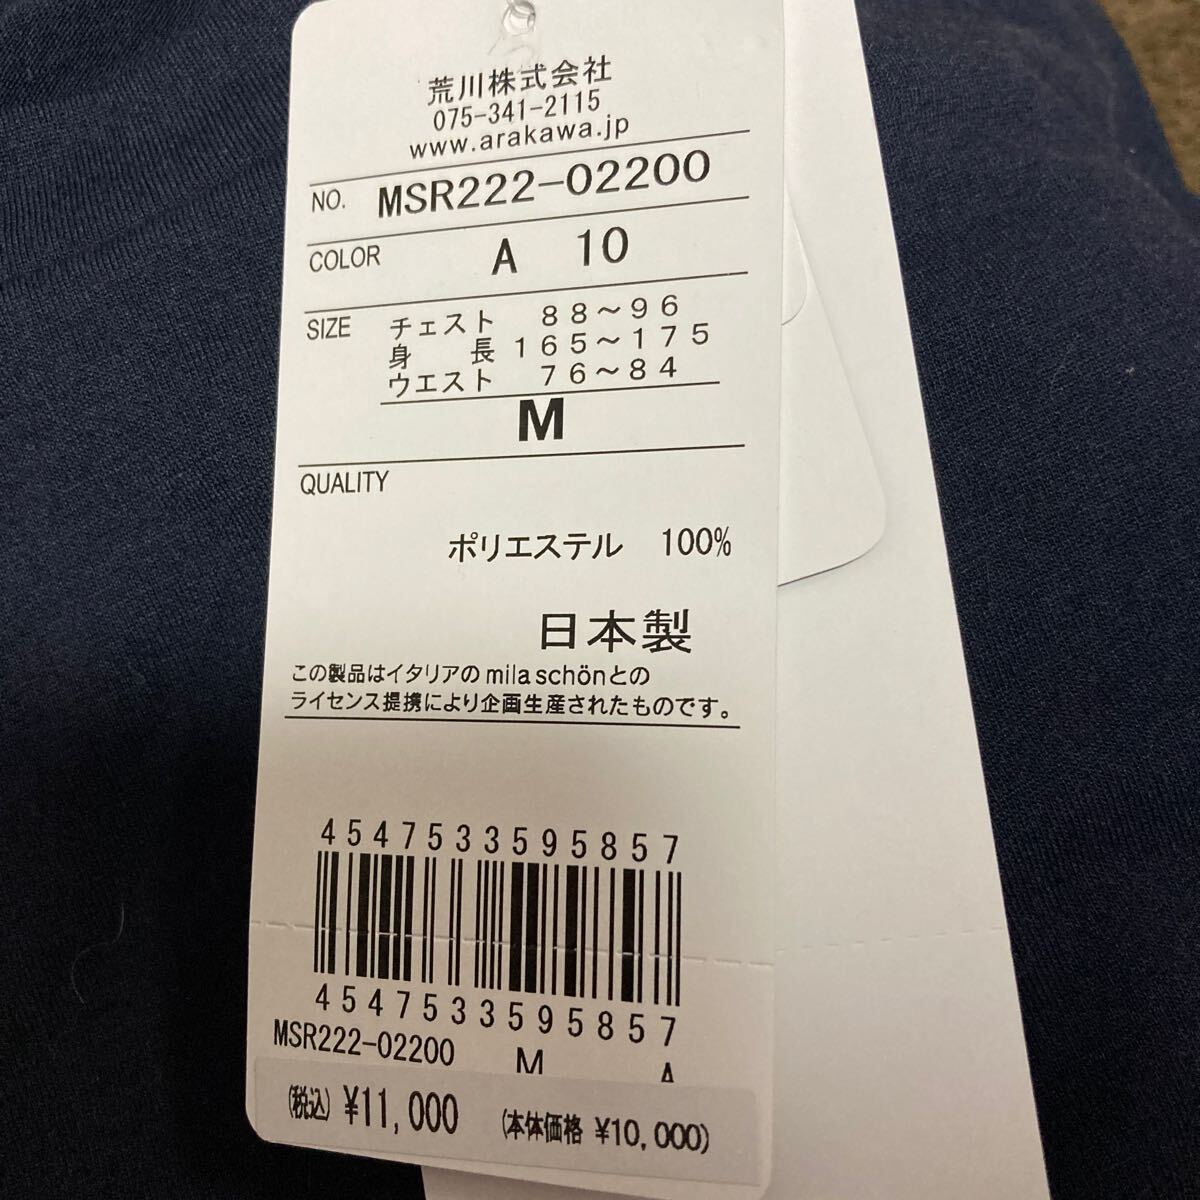 荒川株式会社
075-341-2115
www.arakawa.jp
NO. MSR222-02200
COLOR A 10
SIZE チェスト 88～96
身長 165～175
ウエスト 76～84
M
QUALITY
ポリエステル 100%
日本製
この製品はイタリアの mila schönとの
ライセンス提携により企画生産されたものです。
4547533595857
4547533595857
MSR222-02200 M A
(税込) ¥11,000 (本体価格 ¥10,000)